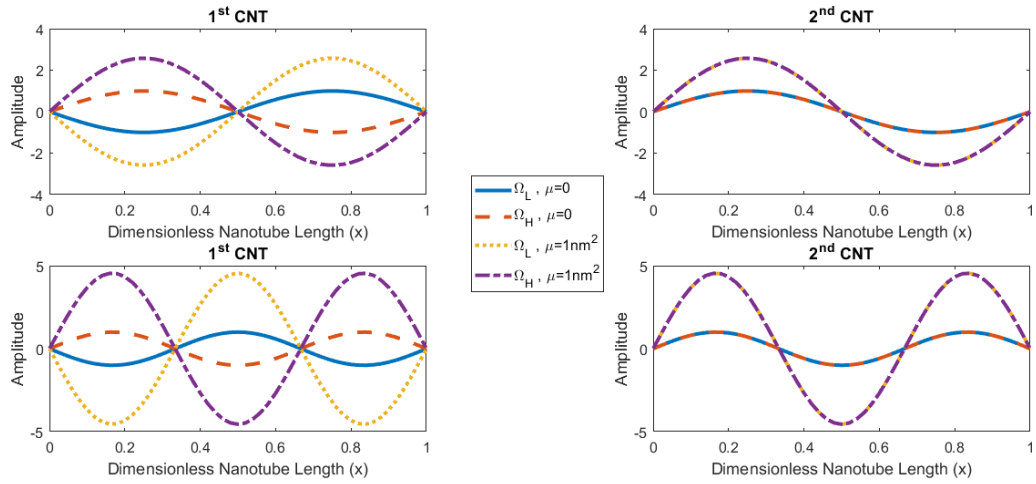 1st CNT
4
2
0
-2
-4
Amplitude
0 0.2 0.4 0.6 0.8 1
Dimensionless Nanotube Length (x)
2nd CNT
4
2
0
-2
-4
Amplitude
0 0.2 0.4 0.6 0.8 1
Dimensionless Nanotube Length (x)
Ω_L , μ=0
Ω_H , μ=0
Ω_L , μ=1nm²
Ω_H , μ=1nm²
1st CNT
5
0
-5
Amplitude
0 0.2 0.4 0.6 0.8 1
Dimensionless Nanotube Length (x)
2nd CNT
5
0
-5
Amplitude
0 0.2 0.4 0.6 0.8 1
Dimensionless Nanotube Length (x)